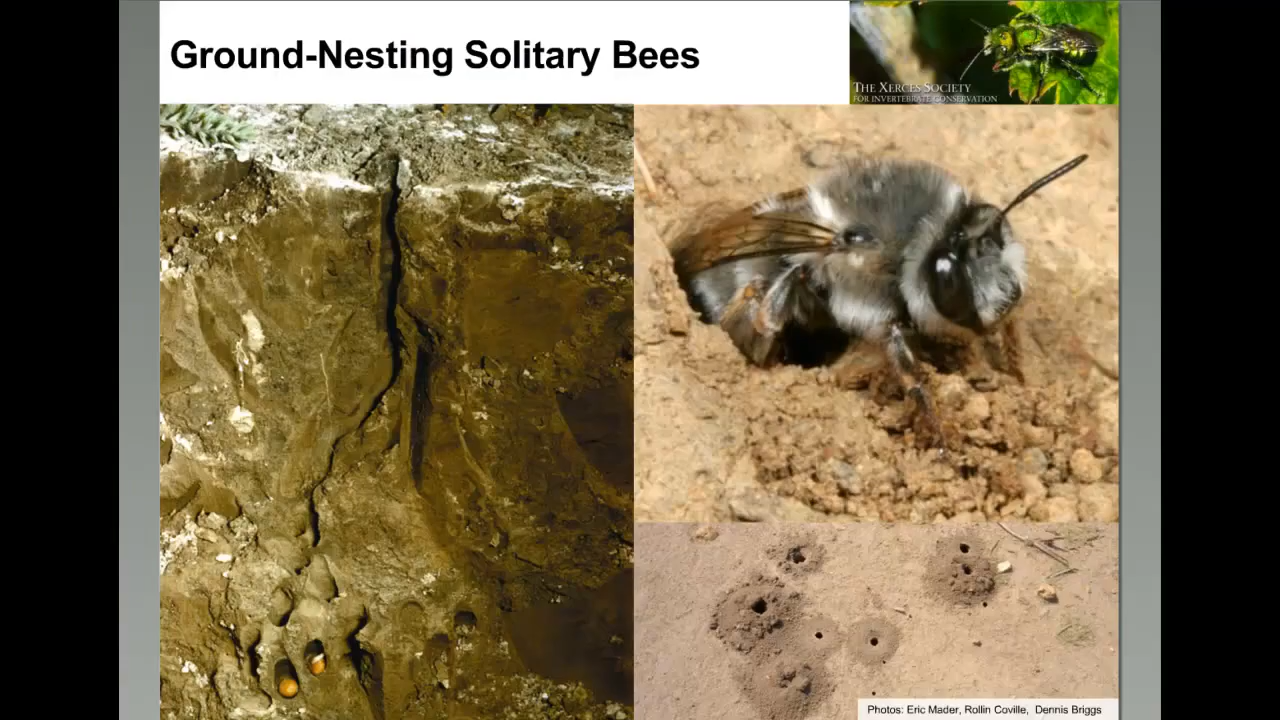 Ground-Nesting Solitary Bees
THE XERCES SOCIETY
FOR INVERTEBRATE CONSERVATION
Photos: Eric Mader, Rollin Coville, Dennis Briggs